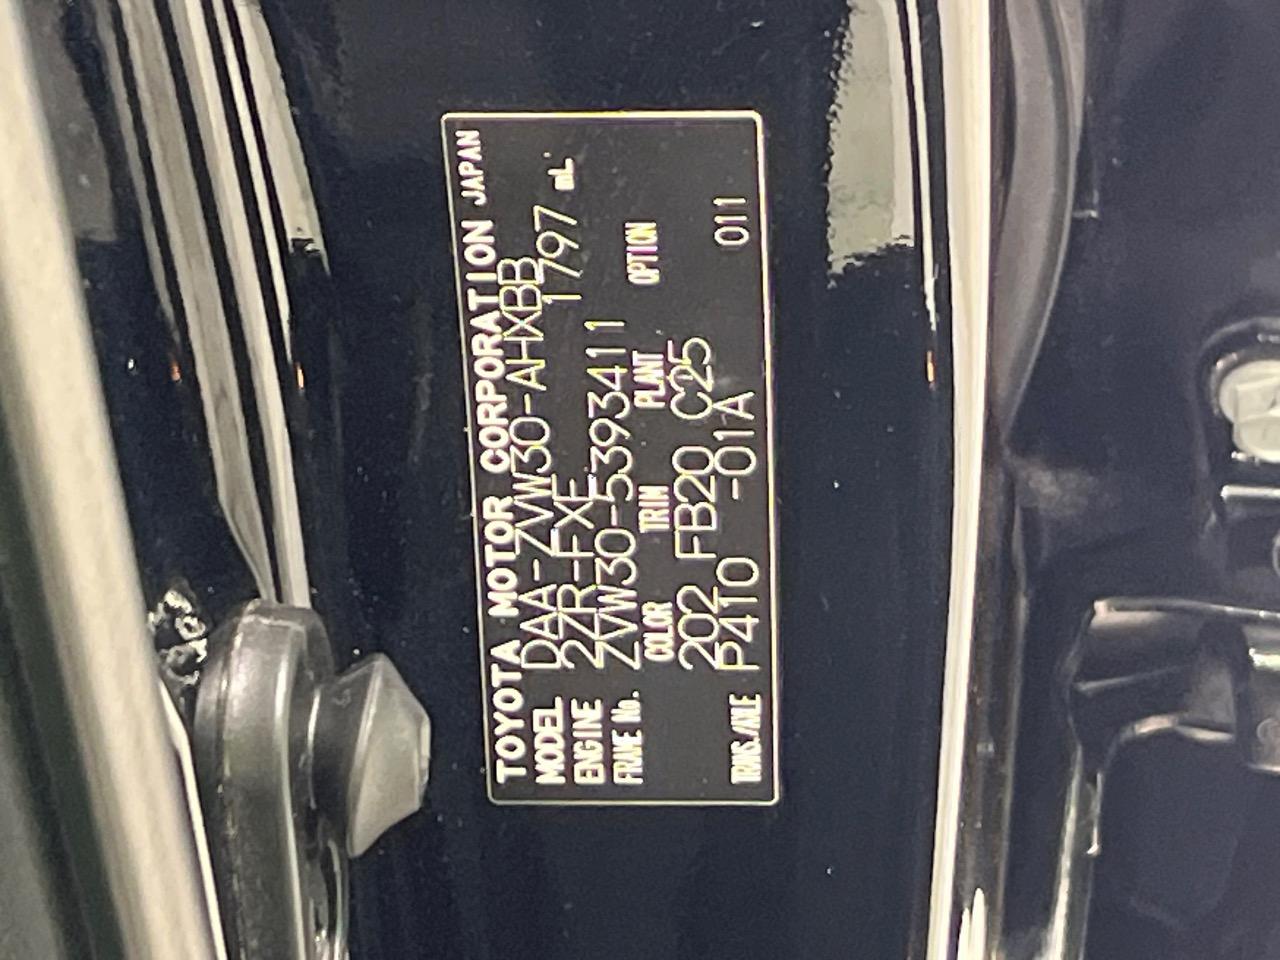 TOYOTA MOTOR CORPORATION JAPAN
MODEL DAA-ZVW30-AHXBB
ENGINE 2ZR-FXE 1797 mL
FRAME No. ZVW30-5393411
COLOR TRIM PLANT OPTION
202 FB20 C25
TRANS./AXLE P410 -01A 011